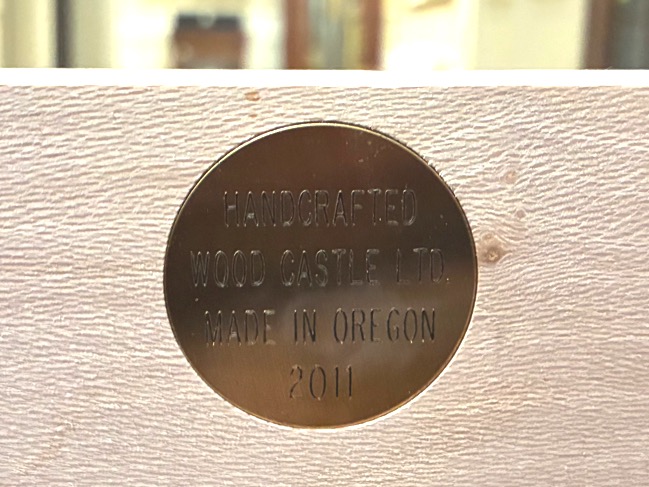 HANDCRAFTED
WOOD CASTLE LTD.
MADE IN OREGON
2011